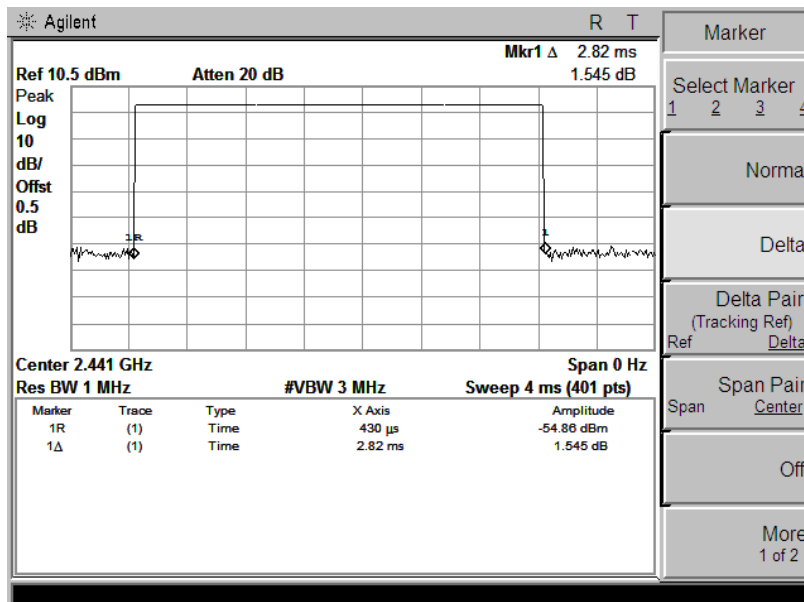 Agilent R T
Mkr1 Δ 2.82 ms
Ref 10.5 dBm Atten 20 dB 1.545 dB
Peak
Log
10
dB/
Offst
0.5
dB
1R
1
Center 2.441 GHz Span 0 Hz
Res BW 1 MHz #VBW 3 MHz Sweep 4 ms (401 pts)
Marker Trace Type X Axis Amplitude
1R (1) Time 430 µs -54.86 dBm
1Δ (1) Time 2.82 ms 1.545 dB
Marker
Select Marker
1 2 3 4
Norma
Delta
Delta Pair
(Tracking Ref)
Ref Delta
Span Pair
Span Center
Off
More
1 of 2